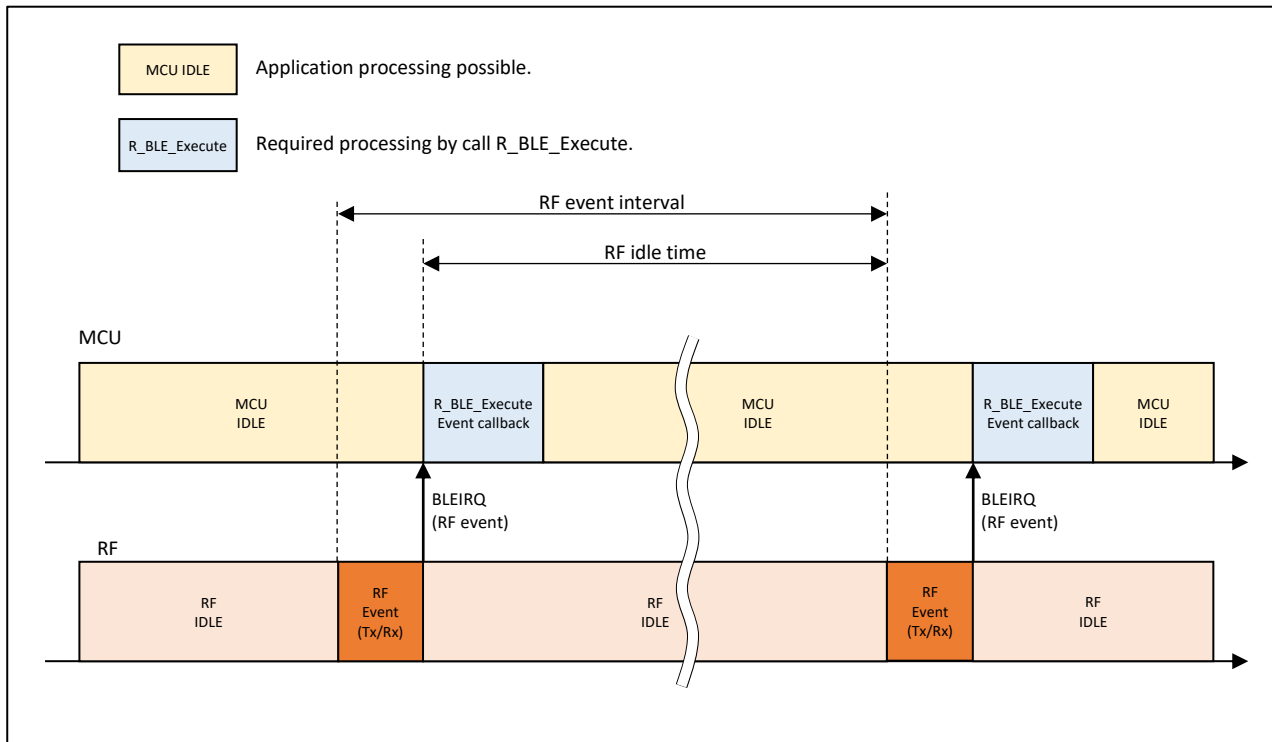 MCU IDLE
Application processing possible.
R_BLE_Execute
Required processing by call R_BLE_Execute.
RF event interval
RF idle time
MCU
MCU
IDLE
R_BLE_Execute
Event callback
MCU
IDLE
R_BLE_Execute
Event callback
MCU
IDLE
BLEIRQ
(RF event)
BLEIRQ
(RF event)
RF
RF
IDLE
RF
Event
(Tx/Rx)
RF
IDLE
RF
Event
(Tx/Rx)
RF
IDLE